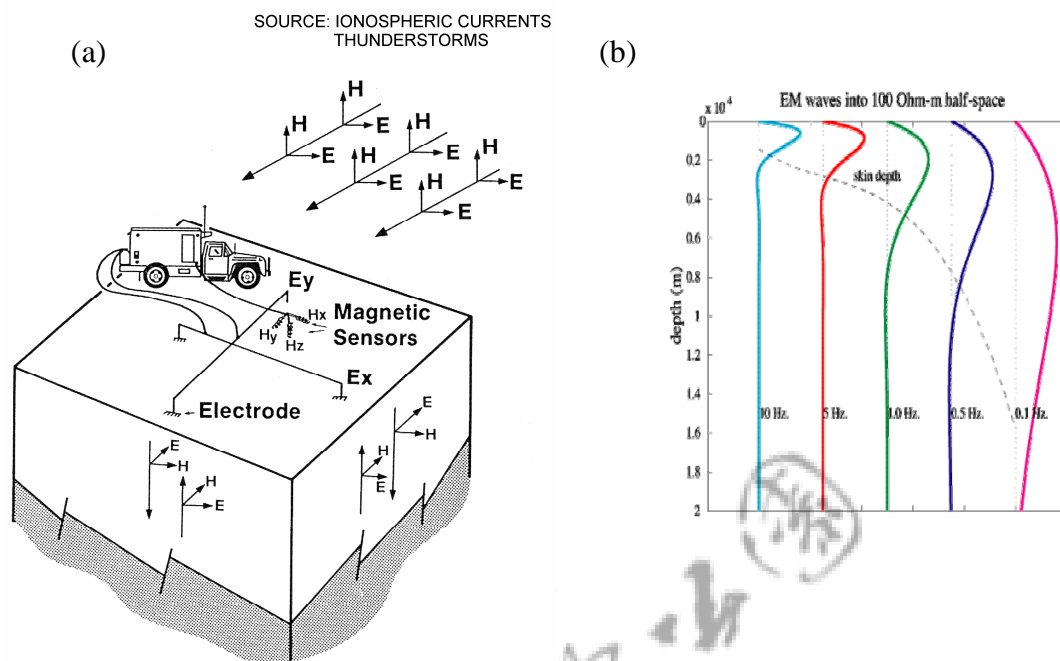 SOURCE: IONOSPHERIC CURRENTS
THUNDERSTORMS
(a)
(b)
H
E
H
E
H
E
H
E
H
E
H
E
Ey
Hx
Hy
Hz
Magnetic
Sensors
Ex
Electrode
E
H
H
E
E
H
H
E
EM waves into 100 Ohm-m half-space
x 10⁴
0
0.2
0.4
0.6
0.8
1
1.2
1.4
1.6
1.8
2
depth (m)
skin depth
10 Hz.
5 Hz.
1.0 Hz.
0.5 Hz.
0.1 Hz.